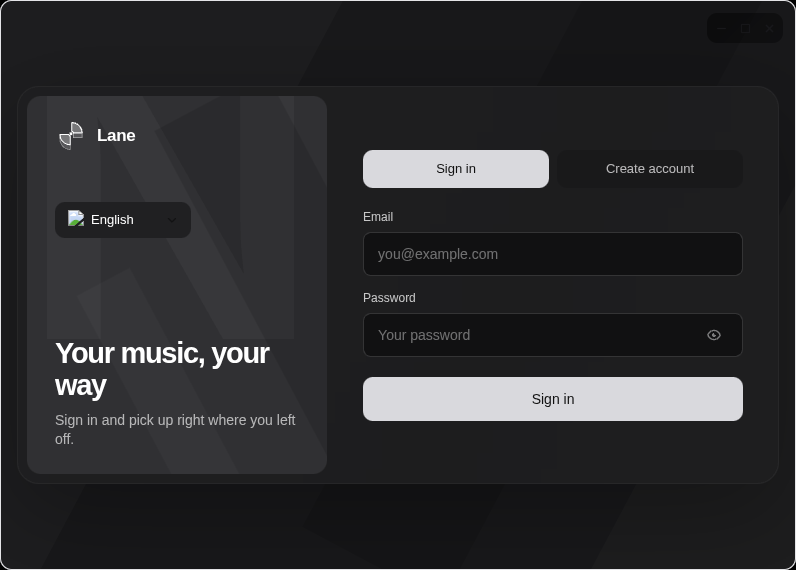 Lane
English
Your music, your
way
Sign in and pick up right where you left
off.
Sign in
Create account
Email
you@example.com
Password
Your password
Sign in